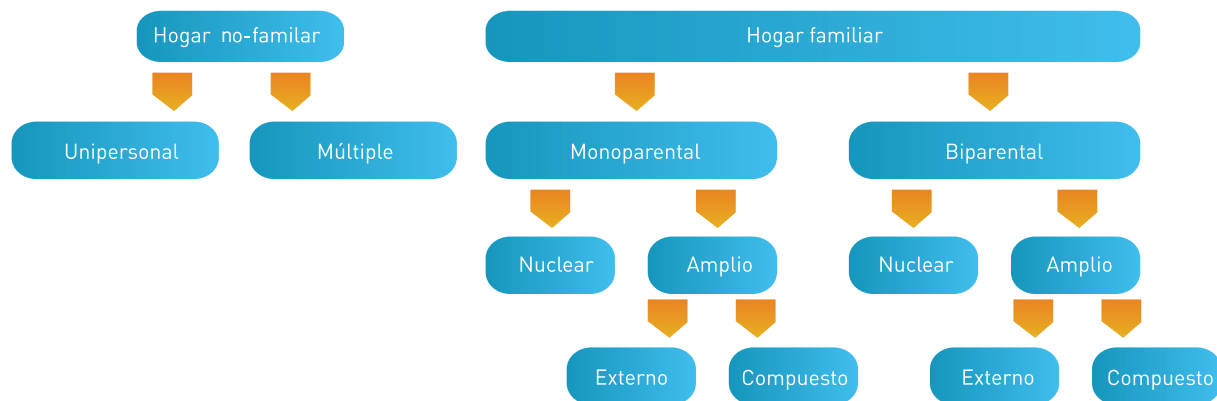 Hogar no-familar
Hogar familiar
Unipersonal
Múltiple
Monoparental
Biparental
Nuclear
Amplio
Nuclear
Amplio
Externo
Compuesto
Externo
Compuesto